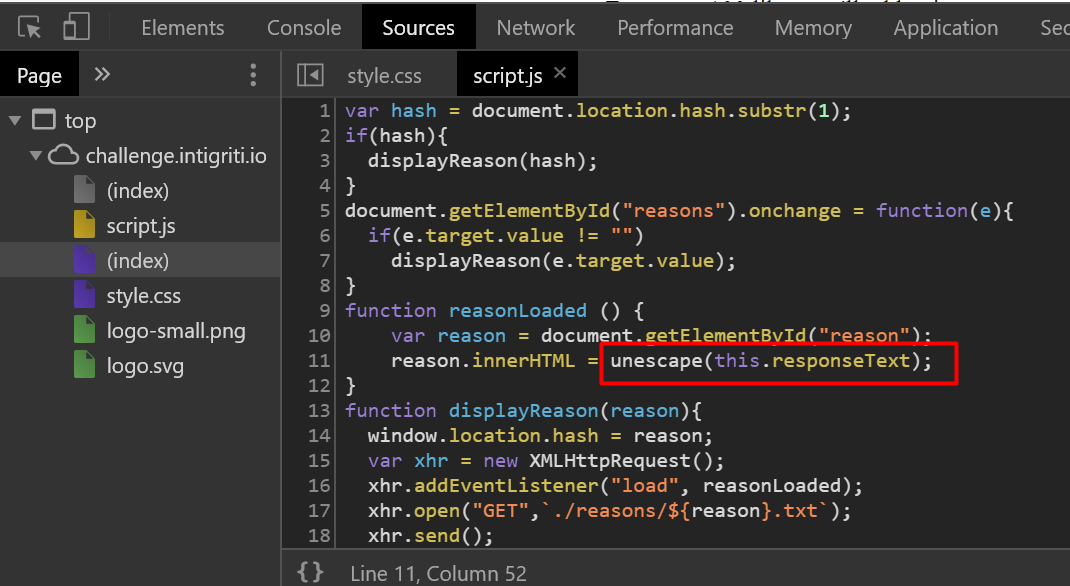 Elements Console Sources Network Performance Memory Application Sec
Page » style.css script.js ×
top
challenge.intigriti.io
(index)
script.js
(index)
style.css
logo-small.png
logo.svg
1 var hash = document.location.hash.substr(1);
2 if(hash){
3   displayReason(hash);
4 }
5 document.getElementById("reasons").onchange = function(e){
6   if(e.target.value != "")
7     displayReason(e.target.value);
8 }
9 function reasonLoaded () {
10     var reason = document.getElementById("reason");
11     reason.innerHTML = unescape(this.responseText);
12 }
13 function displayReason(reason){
14   window.location.hash = reason;
15   var xhr = new XMLHttpRequest();
16   xhr.addEventListener("load", reasonLoaded);
17   xhr.open("GET",`./reasons/${reason}.txt`);
18   xhr.send();
{} Line 11, Column 52